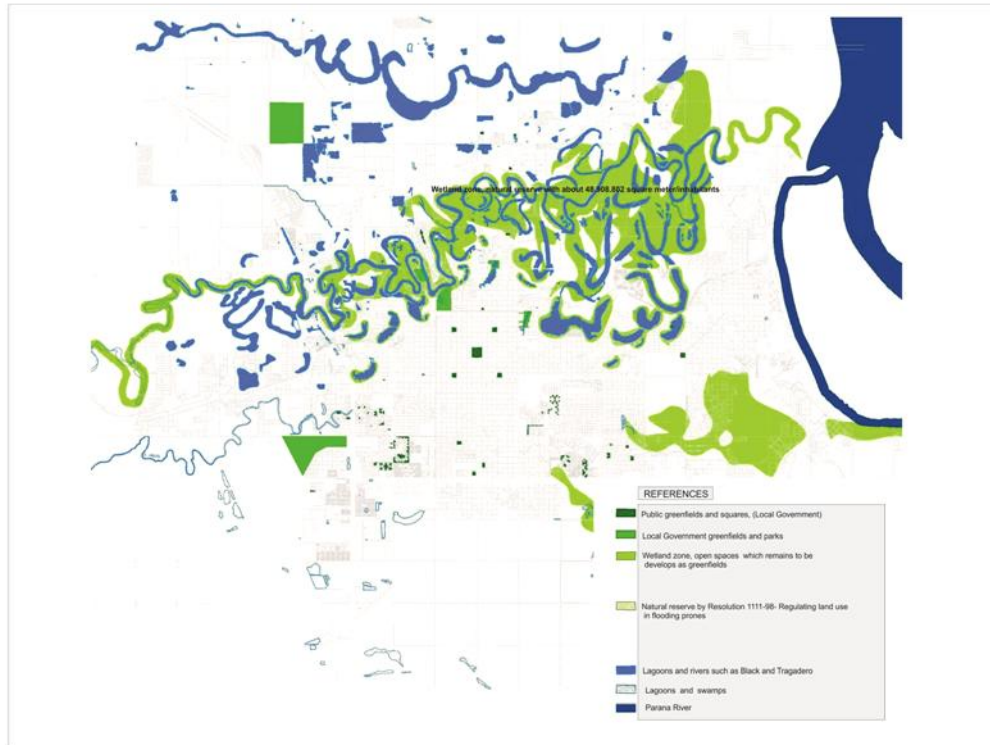 Wetland zone, natural reserve with about 48,908.802 square meter/inhabitants
REFERENCES
Public greenfields and squares, (Local Government)
Local Government greenfields and parks
Wetland zone, open spaces which remains to be
develops as greenfields
Natural reserve by Resolution 1111-98- Regulating land use
in flooding prones
Lagoons and rivers such as Black and Tragadero
Lagoons and swamps
Parana River